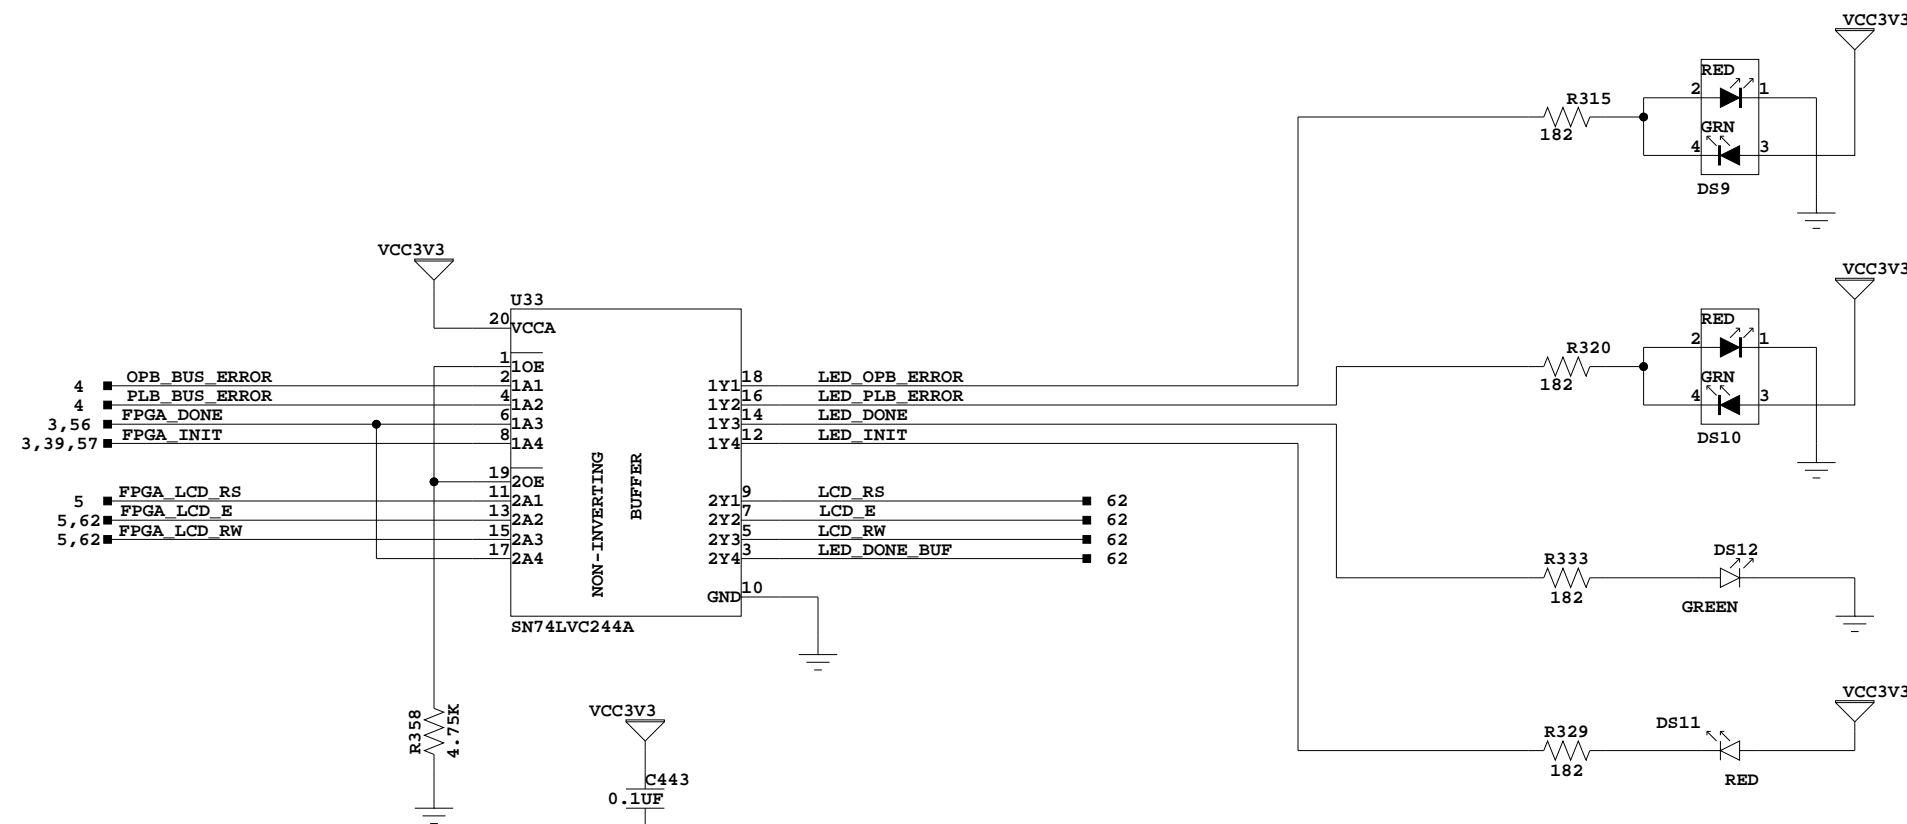 VCC3V3
RED
2
1
R315
182
GRN
4
3
DS9
VCC3V3
VCC3V3
U33
20
VCCA
1
1OE
OPB_BUS_ERROR
4
2
1A1
18
1Y1
LED_OPB_ERROR
PLB_BUS_ERROR
4
4
1A2
16
1Y2
LED_PLB_ERROR
FPGA_DONE
3,56
6
1A3
14
1Y3
LED_DONE
FPGA_INIT
3,39,57
8
1A4
12
1Y4
LED_INIT
RED
2
1
R320
182
GRN
4
3
DS10
19
2OE
FPGA_LCD_RS
5
11
2A1
9
2Y1
LCD_RS
62
FPGA_LCD_E
5,62
13
2A2
7
2Y2
LCD_E
62
FPGA_LCD_RW
5,62
15
2A3
5
2Y3
LCD_RW
62
17
2A4
3
2Y4
LED_DONE_BUF
62
NON-INVERTING
BUFFER
GND
10
SN74LVC244A
R333
182
DS12
GREEN
R358
4.75K
VCC3V3
C443
0.1UF
VCC3V3
R329
182
DS11
RED